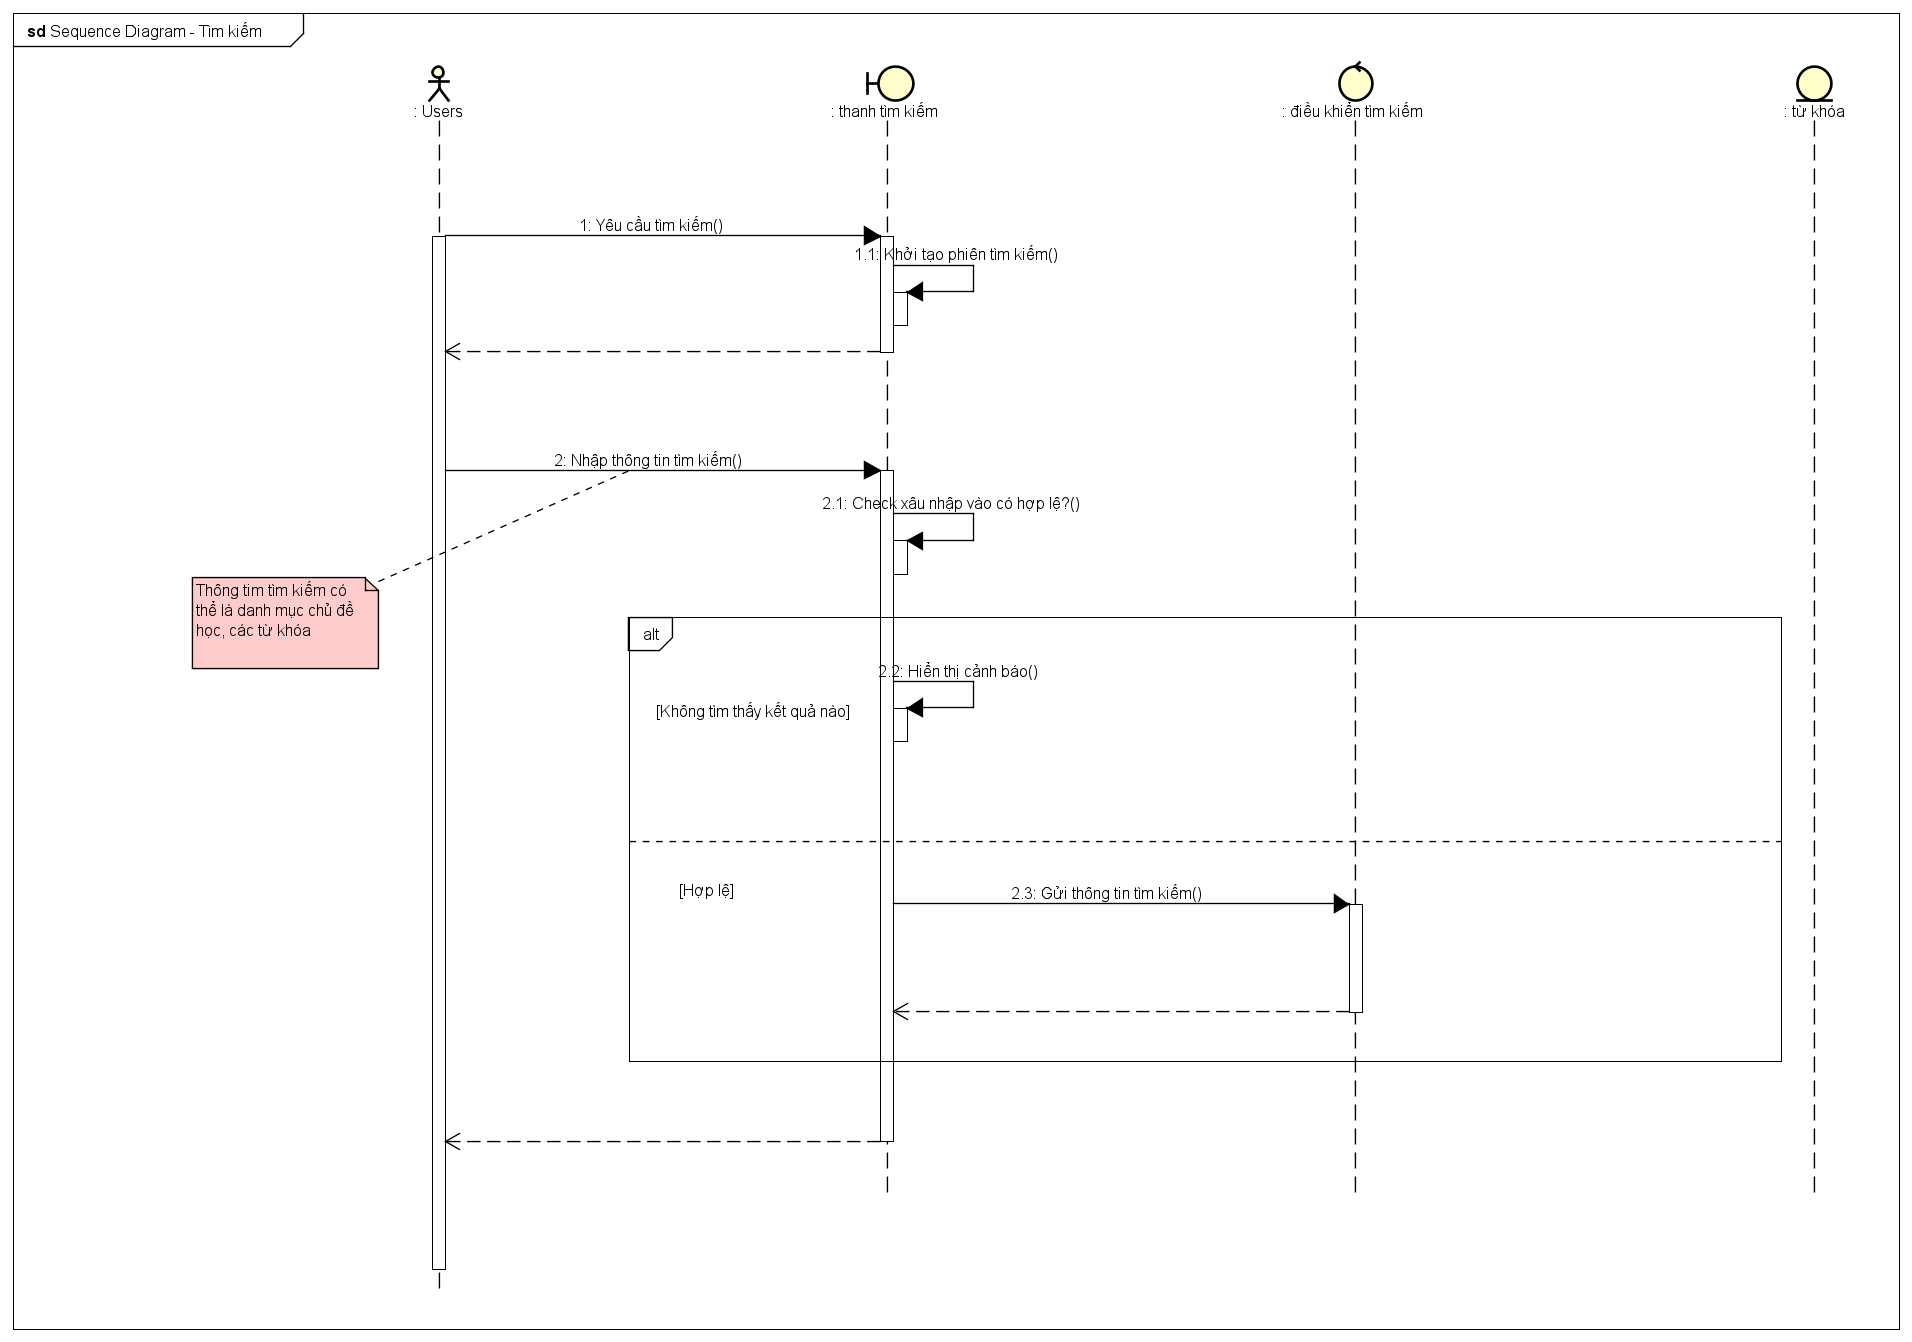 sd Sequence Diagram - Tìm kiếm
: Users
: thanh tìm kiếm
: điều khiển tìm kiếm
: từ khóa
1: Yêu cầu tìm kiếm()
1.1: Khởi tạo phiên tìm kiếm()
2: Nhập thông tin tìm kiếm()
2.1: Check xâu nhập vào có hợp lệ?()
Thông tim tìm kiếm có
thể là danh mục chủ đề
học, các từ khóa
alt
2.2: Hiển thị cảnh báo()
[Không tìm thấy kết quả nào]
[Hợp lệ]
2.3: Gửi thông tin tìm kiếm()